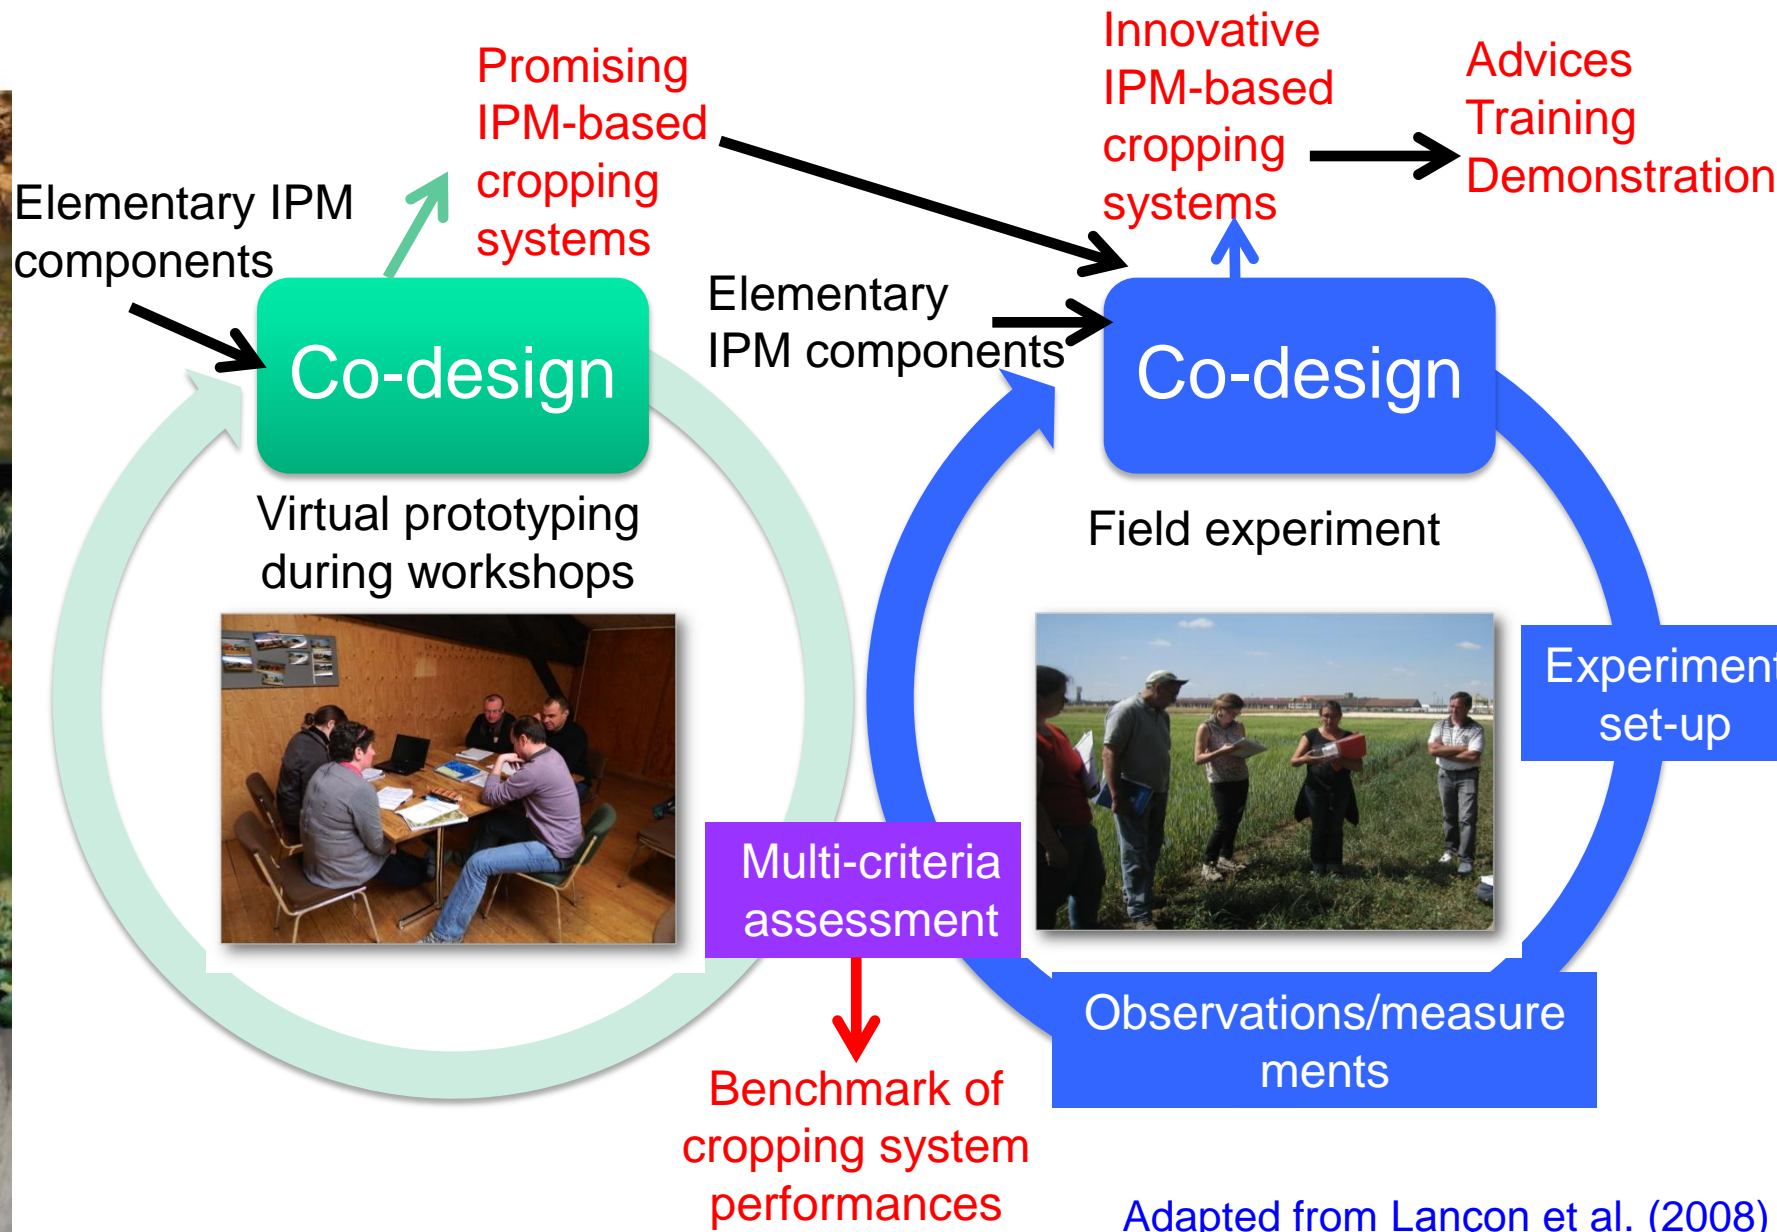 Elementary IPM
components
Promising
IPM-based
cropping
systems
Innovative
IPM-based
cropping
systems
Advices
Training
Demonstration
Co-design
Elementary
IPM components
Co-design
Virtual prototyping
during workshops
Field experiment
Experiment
set-up
Multi-criteria
assessment
Observations/measure
ments
Benchmark of
cropping system
performances
Adapted from Lancon et al. (2008)